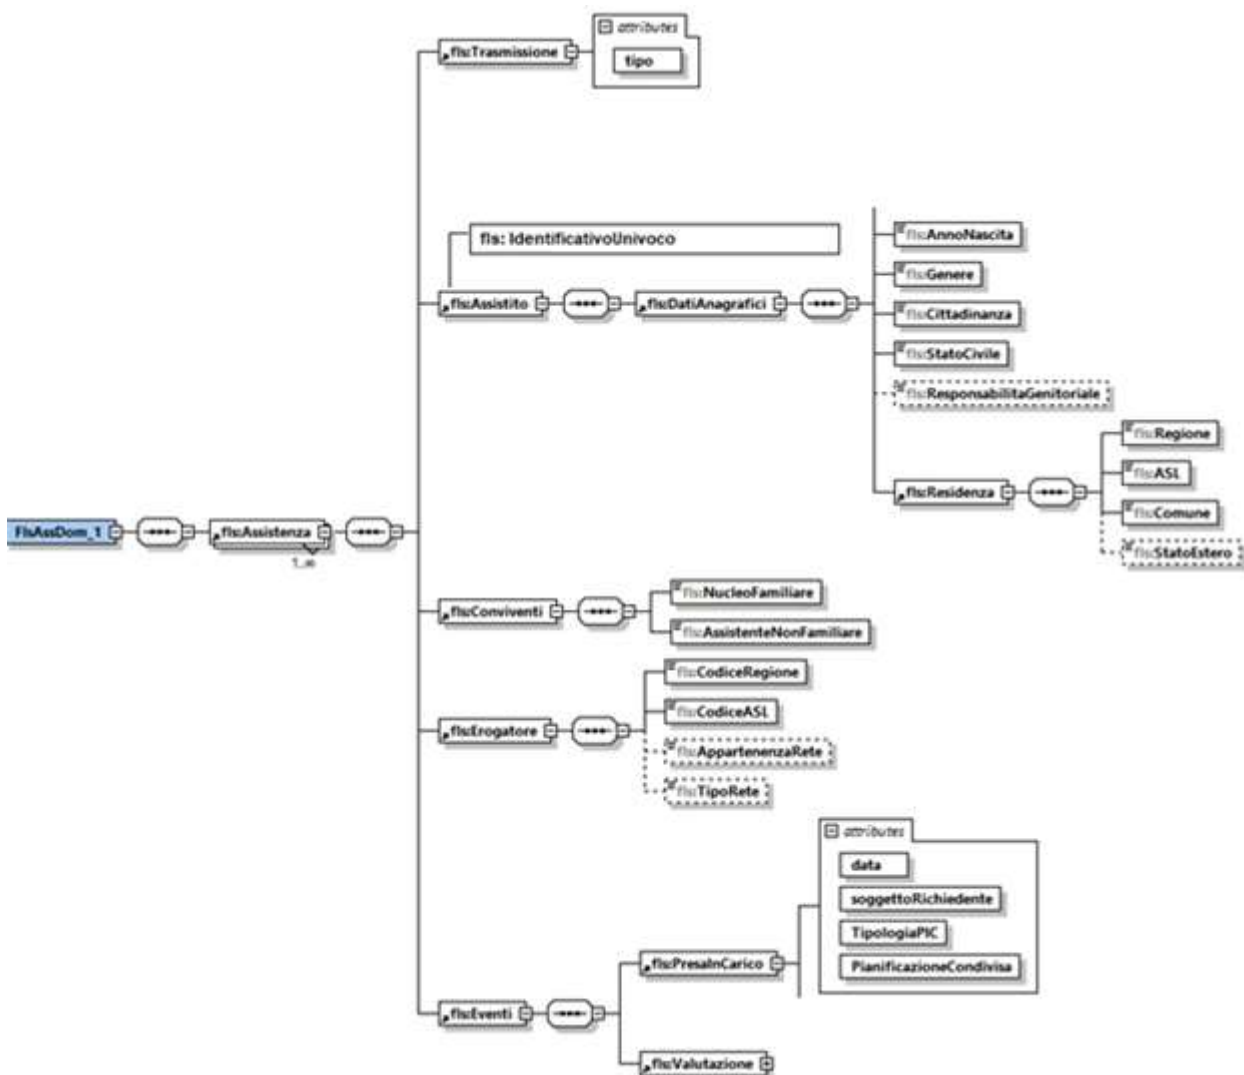 attributes
fls:Trasmissione
tipo
fls: IdentificativoUnivoco
fls:AnnoNascita
fls:Genere
fls:Assistito
fls:DatiAnagrafici
fls:Cittadinanza
fls:StatoCivile
fls:ResponsabilitaGenitoriale
fls:Regione
fls:ASL
fls:Residenza
fls:Comune
FlsAssDom_1
fls:Assistenza
fls:StatoEstero
1..∞
fls:NucleoFamiliare
fls:Conviventi
fls:AssistenteNonFamiliare
fls:CodiceRegione
fls:CodiceASL
fls:Erogatore
fls:AppartenenzaRete
fls:TipoRete
attributes
data
soggettoRichiedente
TipologiaPIC
fls:PresaInCarico
PianificazioneCondivisa
fls:Eventi
fls:Valutazione